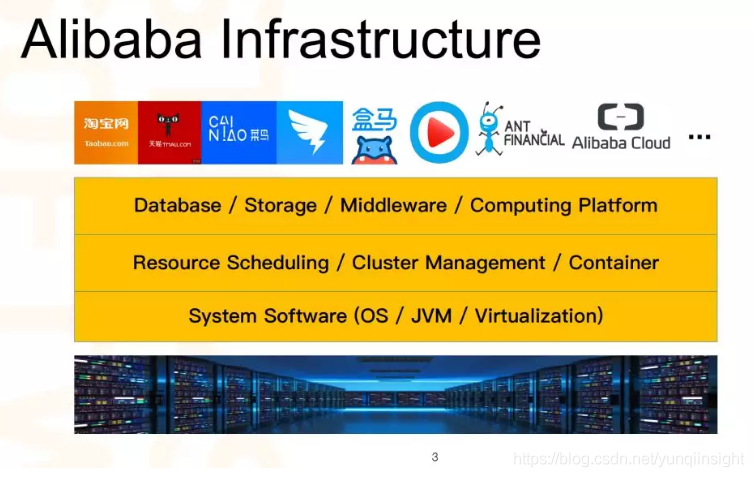 Alibaba Infrastructure
淘宝网
Taobao.com
天猫 TMALL.COM
CAI
NIAO 菜鸟
盒马
ANT
FINANCIAL
Alibaba Cloud
...
Database / Storage / Middleware / Computing Platform
Resource Scheduling / Cluster Management / Container
System Software (OS / JVM / Virtualization)
3
https://blog.csdn.net/yunqiinsight